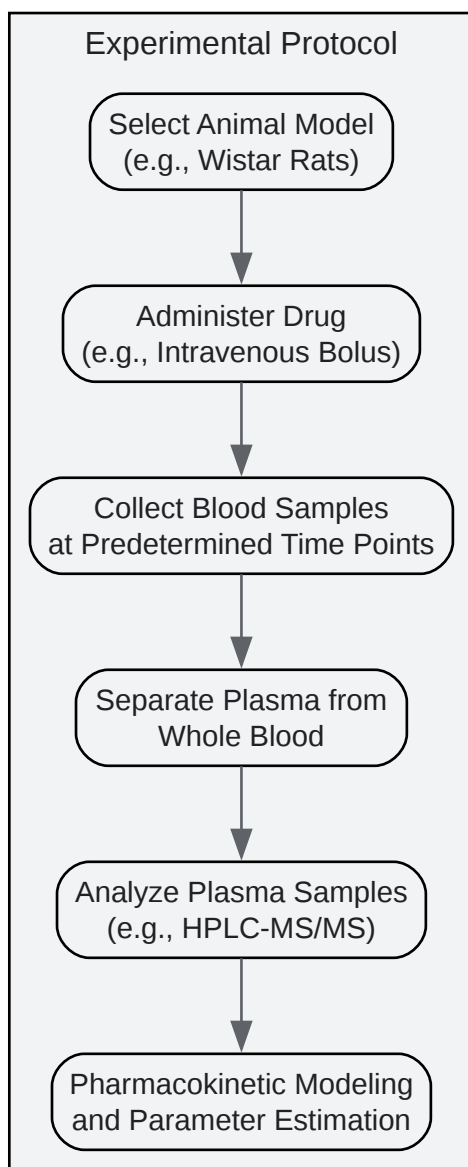 Experimental Protocol
Select Animal Model
(e.g., Wistar Rats)
Administer Drug
(e.g., Intravenous Bolus)
Collect Blood Samples
at Predetermined Time Points
Separate Plasma from
Whole Blood
Analyze Plasma Samples
(e.g., HPLC-MS/MS)
Pharmacokinetic Modeling
and Parameter Estimation